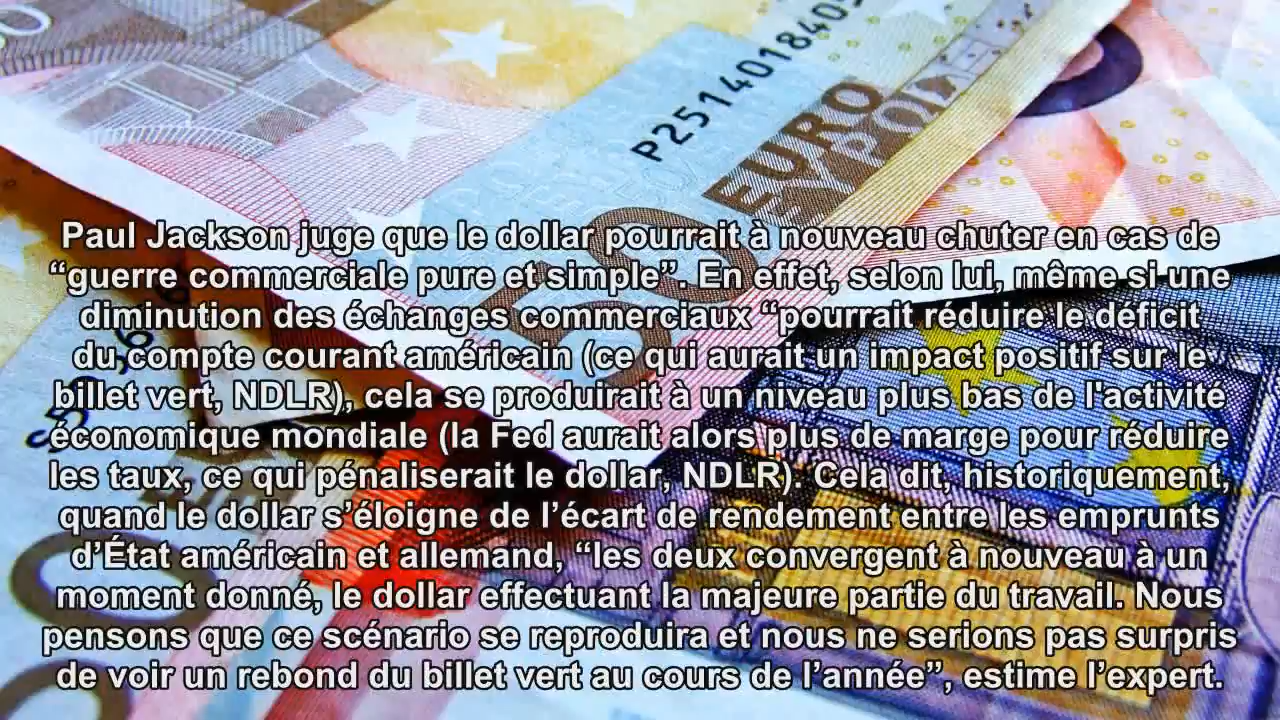 P2514018405
EURO
ΕΥΡΩ
50
Paul Jackson juge que le dollar pourrait à nouveau chuter en cas de
“guerre commerciale pure et simple”. En effet, selon lui, même si une
diminution des échanges commerciaux “pourrait réduire le déficit
du compte courant américain (ce qui aurait un impact positif sur le
billet vert, NDLR), cela se produirait à un niveau plus bas de l'activité
économique mondiale (la Fed aurait alors plus de marge pour réduire
les taux, ce qui pénaliserait le dollar, NDLR). Cela dit, historiquement,
quand le dollar s’éloigne de l’écart de rendement entre les emprunts
d’État américain et allemand, “les deux convergent à nouveau à un
moment donné, le dollar effectuant la majeure partie du travail. Nous
pensons que ce scénario se reproduira et nous ne serions pas surpris
de voir un rebond du billet vert au cours de l’année”, estime l’expert.